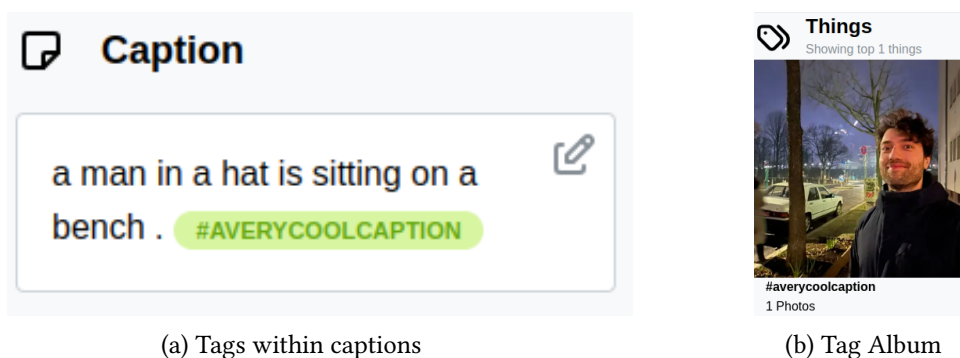 Caption
a man in a hat is sitting on a
bench . #AVERYCOOLCAPTION
(a) Tags within captions
Things
Showing top 1 things
#averycoolcaption
1 Photos
(b) Tag Album